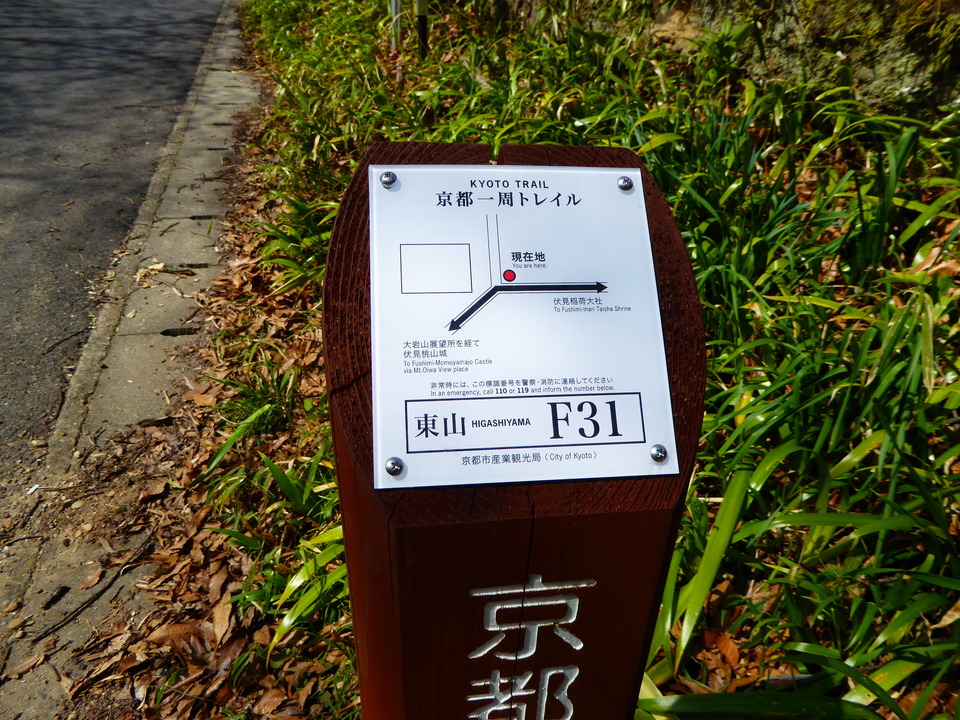 KYOTO TRAIL
京都一周トレイル
現在地
You are here.
伏見稲荷大社
To Fushimi-Inari Taisha Shrine
大岩山展望所を経て
伏見桃山城
To Fushimi-Momoyamajo Castle
via Mt.Oiwa View place
非常時には、この標識番号を警察・消防に連絡してください
In an emergency, call 110 or 119 and inform the number below.
東山 HIGASHIYAMA F31
京都市産業観光局〈City of Kyoto〉
京都